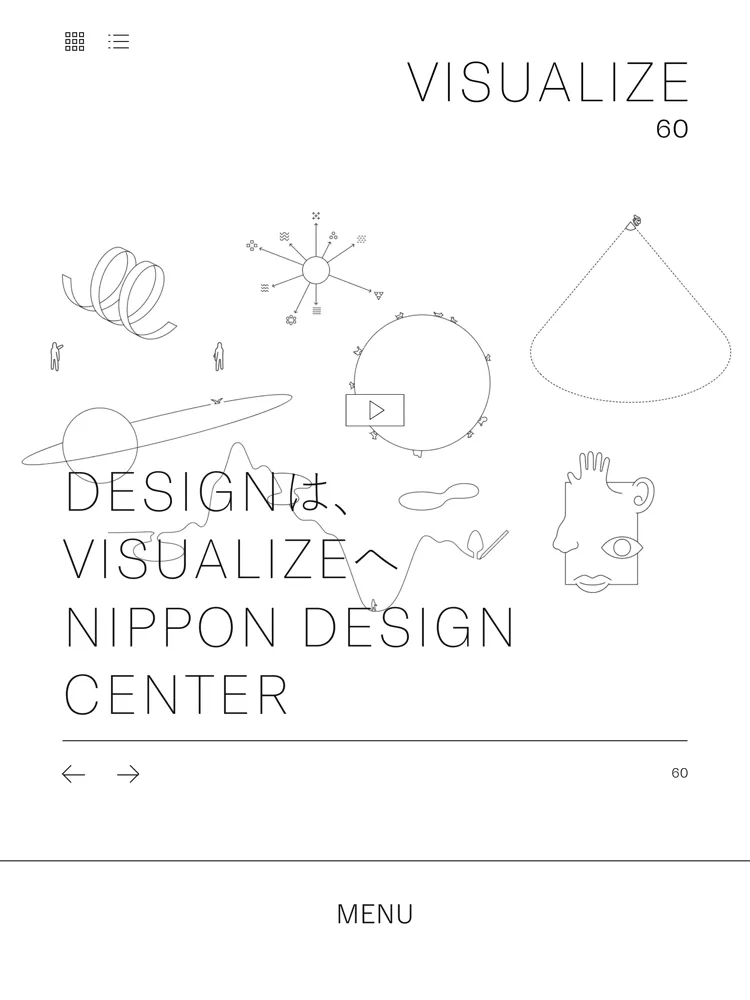 VISUALIZE
60
DESIGNは、
VISUALIZEへ
NIPPON DESIGN
CENTER
60
MENU